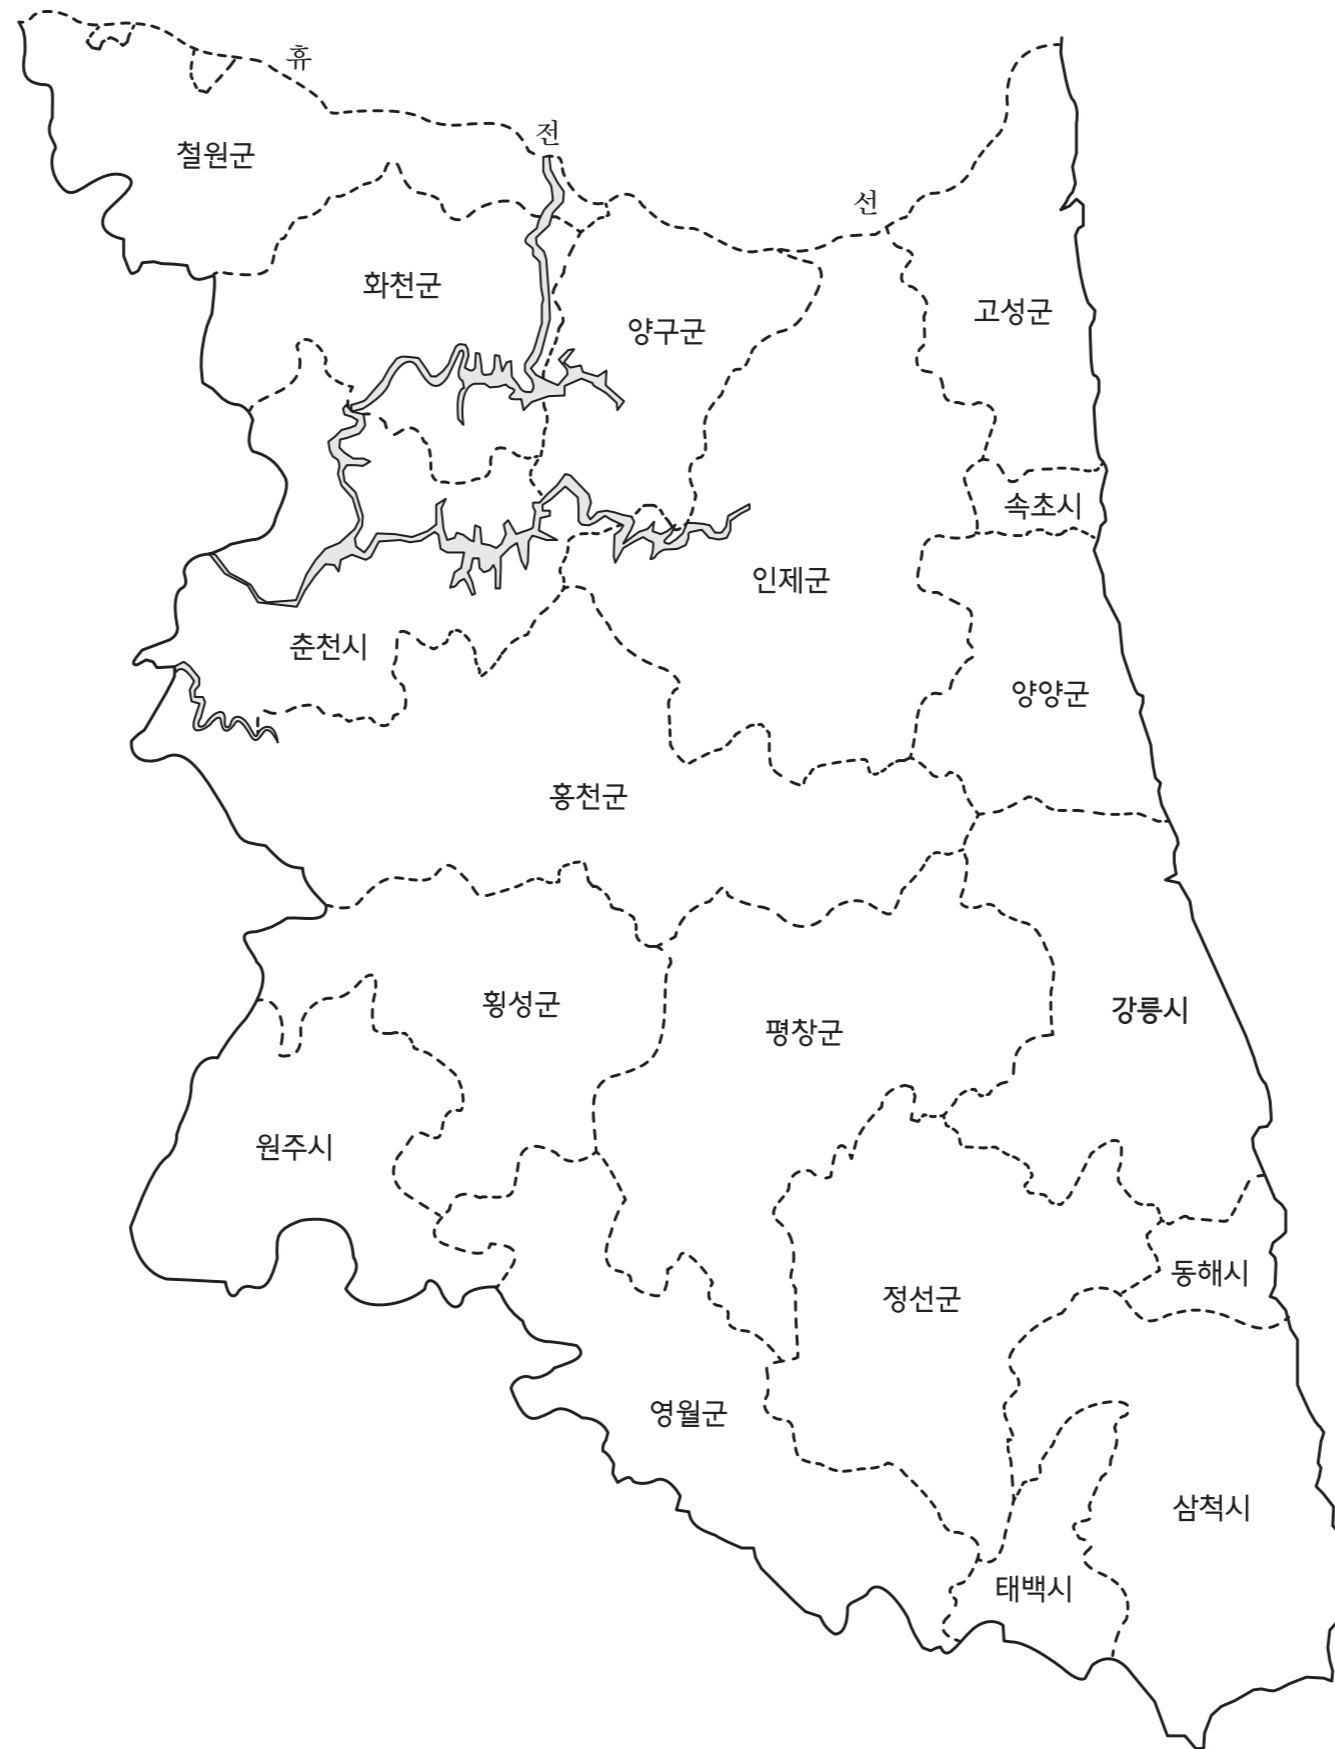 휴
전
선
철원군
화천군
양구군
고성군
속초시
인제군
춘천시
양양군
홍천군
횡성군
평창군
강릉시
원주시
동해시
정선군
영월군
삼척시
태백시